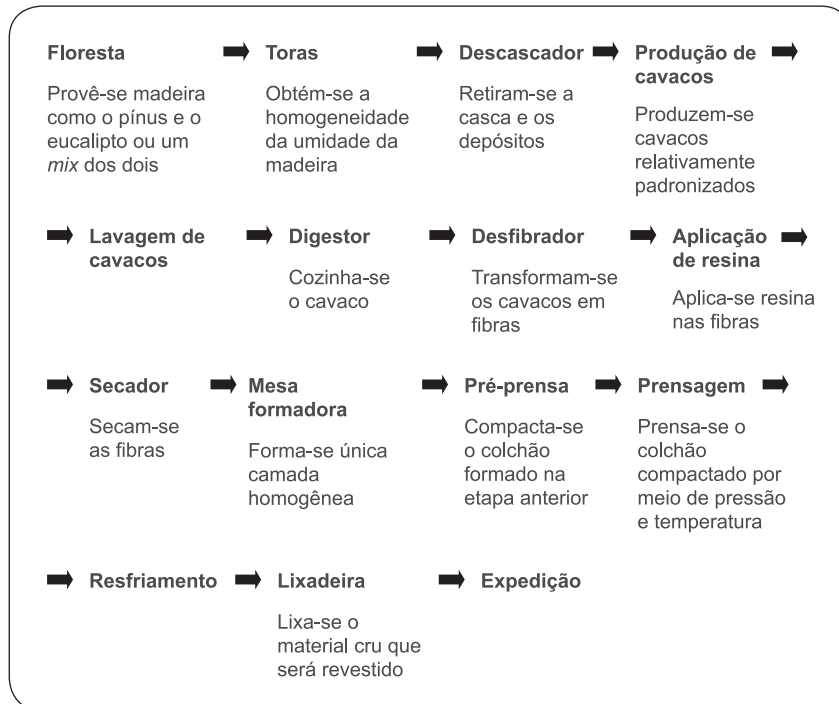 Floresta
Provê-se madeira
como o pínus e o
eucalipto ou um
mix dos dois
Toras
Obtém-se a
homogeneidade
da umidade da
madeira
Descascador
Retiram-se a
casca e os
depósitos
Produção de
cavacos
Produzem-se
cavacos
relativamente
padronizados
Lavagem de
cavacos
Digestor
Cozinha-se
o cavaco
Desfibrador
Transformam-se
os cavacos em
fibras
Aplicação
de resina
Aplica-se resina
nas fibras
Secador
Secam-se
as fibras
Mesa
formadora
Forma-se única
camada
homogênea
Pré-prensa
Compacta-se
o colchão
formado na
etapa anterior
Prensagem
Prensa-se o
colchão
compactado por
meio de pressão
e temperatura
Resfriamento
Lixadeira
Lixa-se o
material cru que
será revestido
Expedição